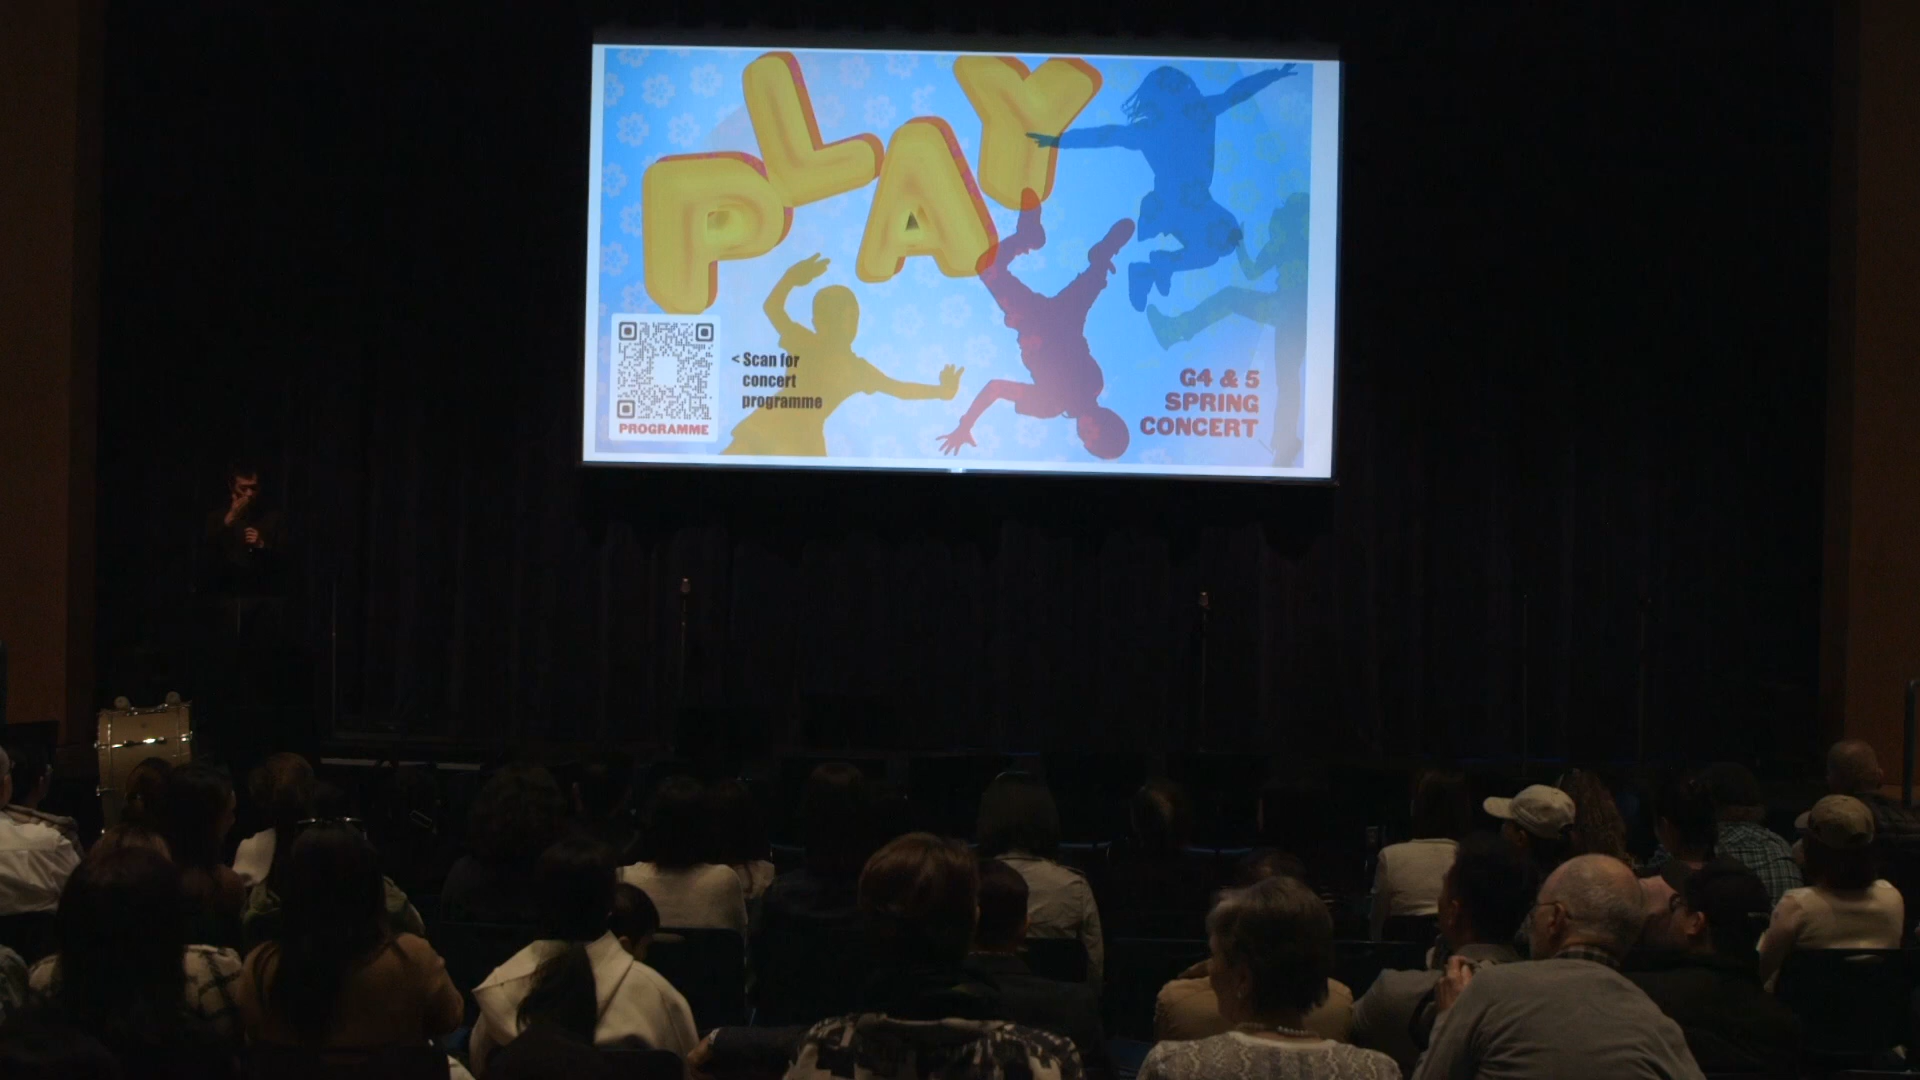 PLAY
< Scan for
concert
programme
PROGRAMME
G4 & 5
SPRING
CONCERT